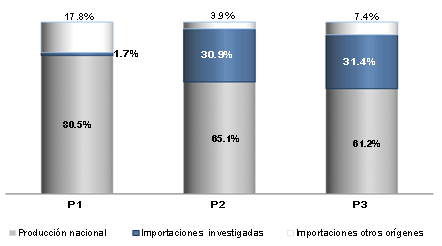 17.8% 3.9% 7.4%
1.7% 30.9% 31.4%
80.5% 65.1% 61.2%
P1 P2 P3
Producción nacional Importaciones investigadas Importaciones otros orígenes